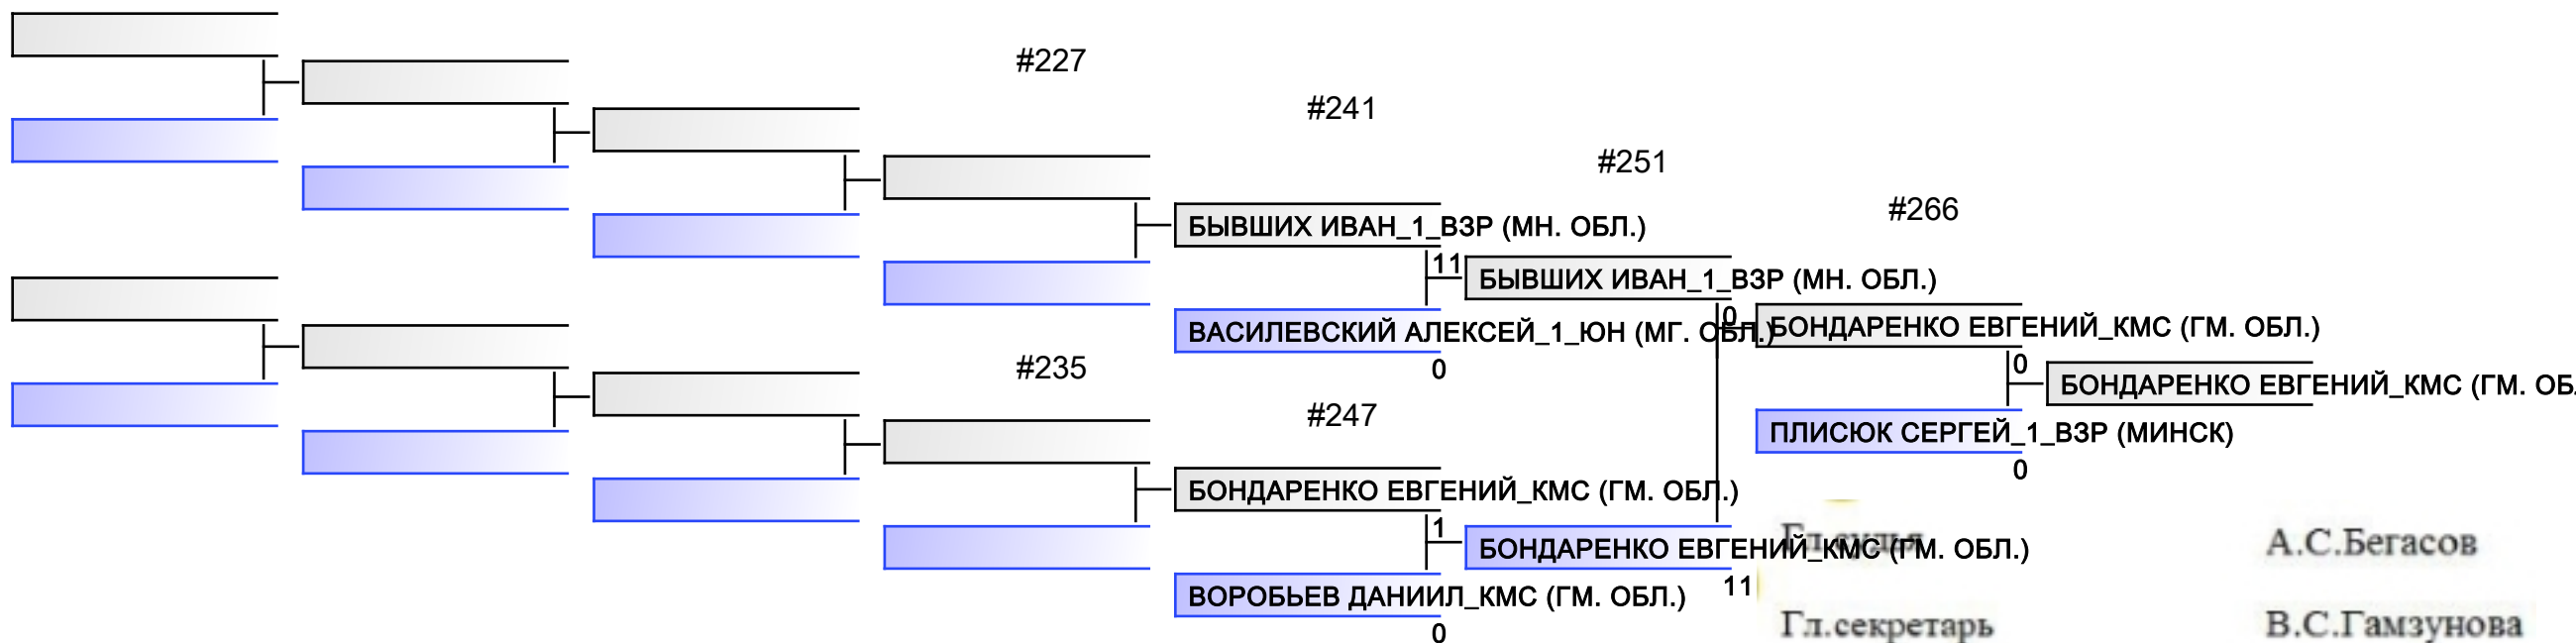 #227
#241
#251
#266
БЫВШИХ ИВАН_1_ВЗР (МН. ОБЛ.)
11
БЫВШИХ ИВАН_1_ВЗР (МН. ОБЛ.)
0
ВАСИЛЕВСКИЙ АЛЕКСЕЙ_1_ЮН (МГ. ОБЛ.)
0
БОНДАРЕНКО ЕВГЕНИЙ_КМС (ГМ. ОБЛ.)
0
#235
БОНДАРЕНКО ЕВГЕНИЙ_КМС (ГМ. ОБ
#247
ПЛИСЮК СЕРГЕЙ_1_ВЗР (МИНСК)
0
БОНДАРЕНКО ЕВГЕНИЙ_КМС (ГМ. ОБЛ.)
1
БОНДАРЕНКО ЕВГЕНИЙ_КМС (ГМ. ОБЛ.)
11
Гл.судья А.С.Бегасов
ВОРОБЬЕВ ДАНИИЛ_КМС (ГМ. ОБЛ.)
0
Гл.секретарь В.С.Гамзунова